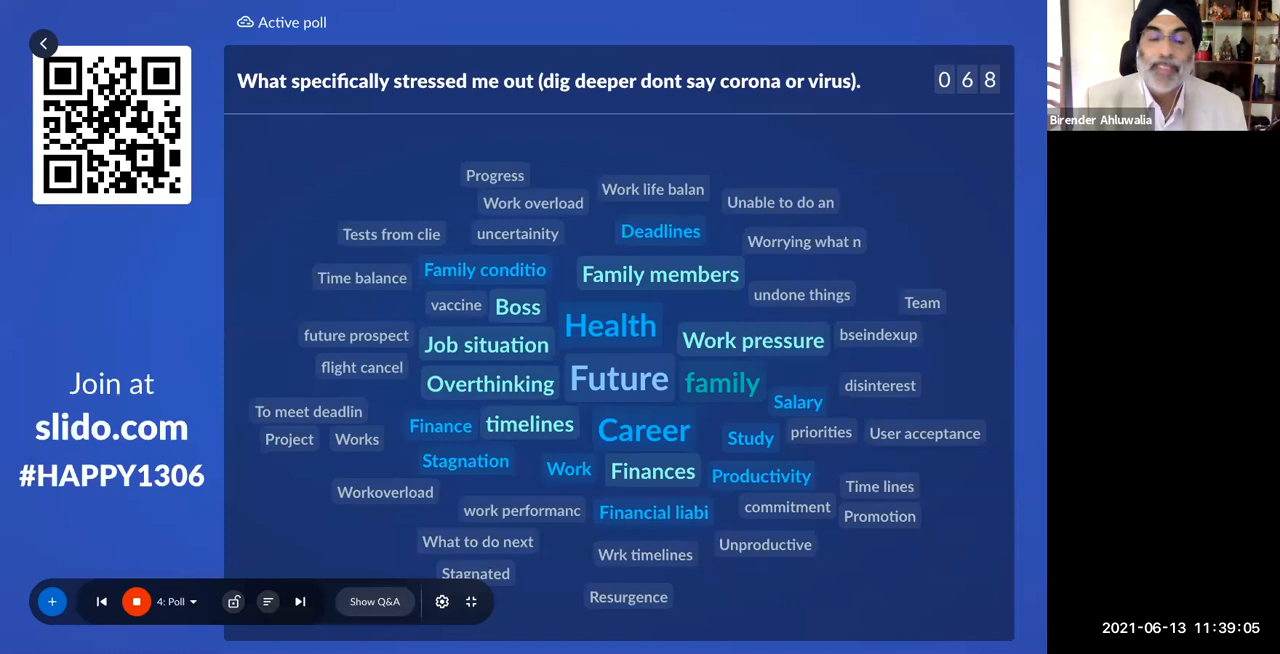 Active poll
What specifically stressed me out (dig deeper dont say corona or virus).
068
Progress
Work life balan
Work overload
Unable to do an
Tests from clie
uncertainity
Deadlines
Worrying what n
Time balance
Family conditio
Family members
undone things
Team
vaccine
Boss
Health
future prospect
Job situation
Work pressure
bseindexup
flight cancel
Overthinking
Future
family
disinterest
Salary
To meet deadlin
Finance
timelines
Career
Study
priorities
User acceptance
Project
Works
Stagnation
Work
Finances
Productivity
Time lines
Workoverload
work performanc
Financial liabi
commitment
Promotion
What to do next
Wrk timelines
Unproductive
Stagnated
Resurgence
Join at
slido.com
#HAPPY1306
4: Poll
Show Q&A
Birender Ahluwalia
2021-06-13 11:39:05